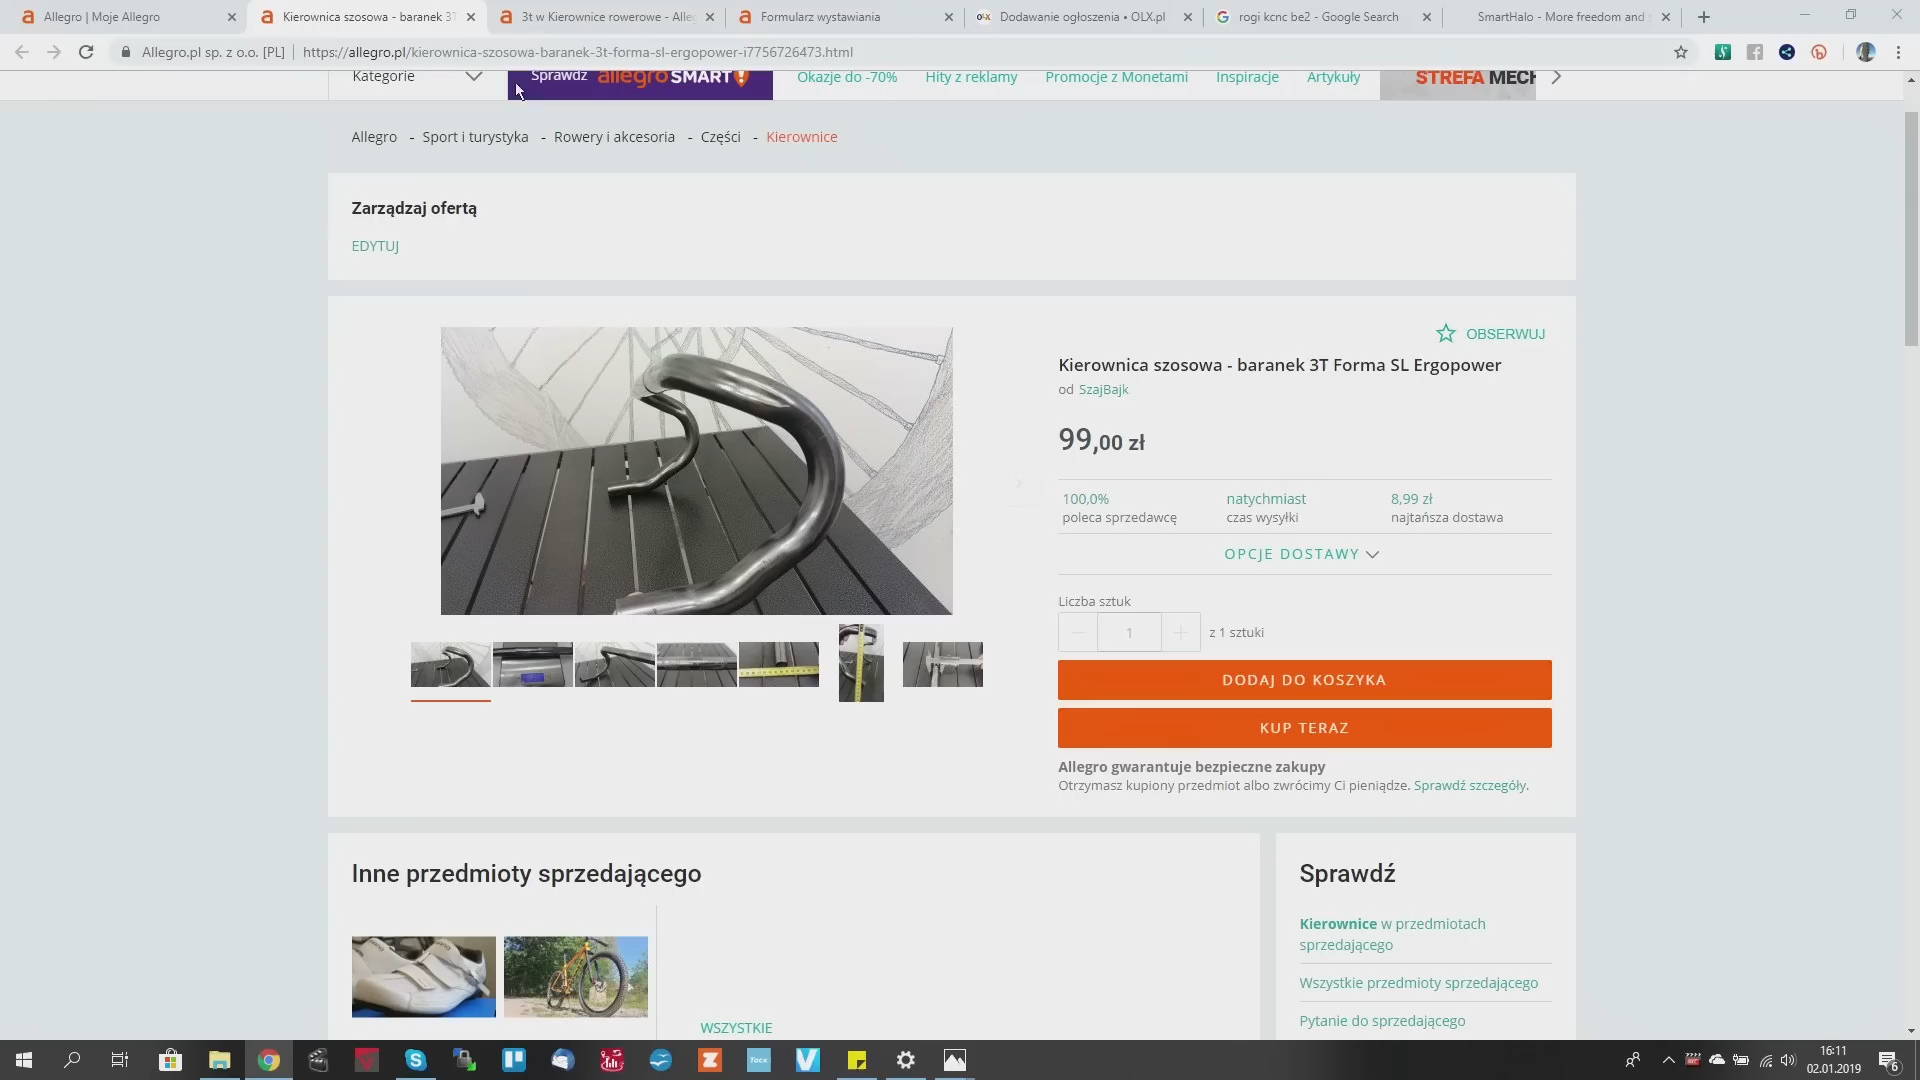 Allegro | Moje Allegro
Kierownica szosowa - baranek 3T
3t w Kierownice rowerowe - Alle
Formularz wystawiania
OLX Dodawanie ogłoszenia • OLX.pl
rogi kcnc be2 - Google Search
SmartHalo - More freedom and
Allegro.pl sp. z o.o. [PL] | https://allegro.pl/kierownica-szosowa-baranek-3t-forma-sl-ergopower-i7756726473.html
Kategorie
Sprawdź allegro SMART!
Okazje do -70%
Hity z reklamy
Promocje z Monetami
Inspiracje
Artykuły
STREFA MECH
Allegro - Sport i turystyka - Rowery i akcesoria - Części - Kierownice
Zarządzaj ofertą
EDYTUJ
OBSERWUJ
Kierownica szosowa - baranek 3T Forma SL Ergopower
od SzajBajk
99,00 zł
100,0%
poleca sprzedawcę
natychmiast
czas wysyłki
8,99 zł
najtańsza dostawa
OPCJE DOSTAWY
Liczba sztuk
1
z 1 sztuki
DODAJ DO KOSZYKA
KUP TERAZ
Allegro gwarantuje bezpieczne zakupy
Otrzymasz kupiony przedmiot albo zwrócimy Ci pieniądze. Sprawdź szczegóły.
Inne przedmioty sprzedającego
WSZYSTKIE
Sprawdź
Kierownice w przedmiotach
sprzedającego
Wszystkie przedmioty sprzedającego
Pytanie do sprzedającego
Tacx
16:11
02.01.2019
6